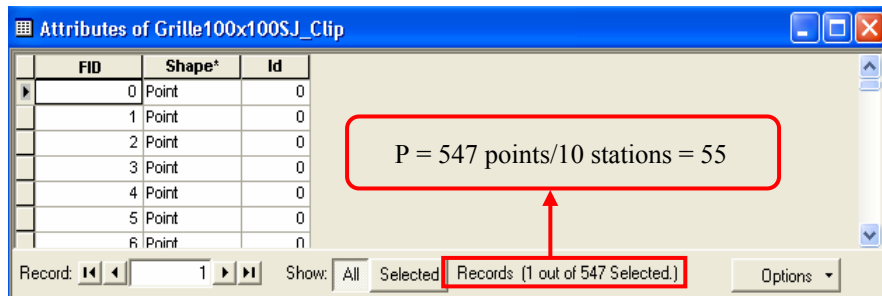 Attributes of Grille100x100SJ_Clip
FID Shape* Id
0 Point 0
1 Point 0
2 Point 0
3 Point 0
4 Point 0
5 Point 0
6 Point 0
P = 547 points/10 stations = 55
Record: 1 Show: All Selected Records (1 out of 547 Selected.) Options